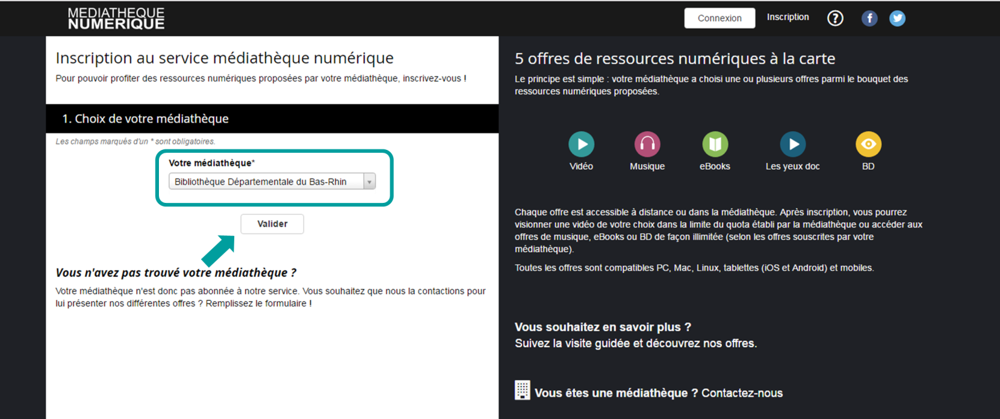 MEDIATHEQUE
NUMERIQUE
Connexion
Inscription
?
f
Inscription au service médiathèque numérique
Pour pouvoir profiter des ressources numériques proposées par votre médiathèque, inscrivez-vous !
1. Choix de votre médiathèque
Les champs marqués d'un * sont obligatoires.
Votre médiathèque*
Bibliothèque Départementale du Bas-Rhin
Valider
Vous n'avez pas trouvé votre médiathèque ?
Votre médiathèque n'est donc pas abonnée à notre service. Vous souhaitez que nous la contactions pour
lui présenter nos différentes offres ? Remplissez le formulaire !
5 offres de ressources numériques à la carte
Le principe est simple : votre médiathèque a choisi une ou plusieurs offres parmi le bouquet des
ressources numériques proposées.
Vidéo
Musique
eBooks
Les yeux doc
BD
Chaque offre est accessible à distance ou dans la médiathèque. Après inscription, vous pourrez
visionner une vidéo de votre choix dans la limite du quota établi par la médiathèque ou accéder aux
offres de musique, eBooks ou BD de façon illimitée (selon les offres souscrites par votre
médiathèque).
Toutes les offres sont compatibles PC, Mac, Linux, tablettes (iOS et Android) et mobiles.
Vous souhaitez en savoir plus ?
Suivez la visite guidée et découvrez nos offres.
Vous êtes une médiathèque ? Contactez-nous